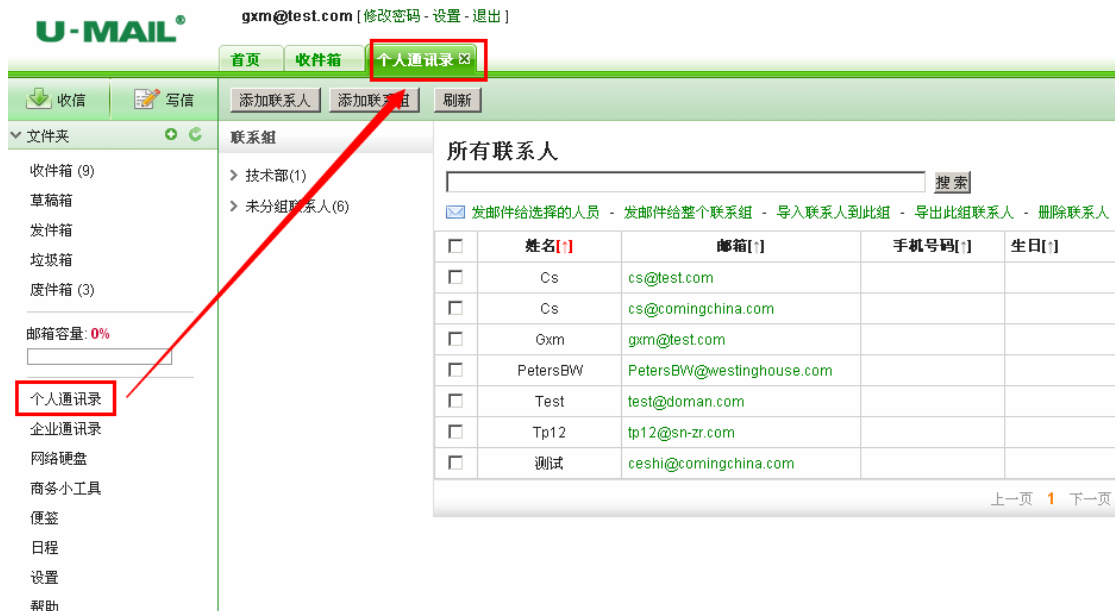 U-MAIL®
gxm@test.com [修改密码 - 设置 - 退出]
首页 收件箱 个人通讯录
收信 写信
添加联系人 添加联系组 刷新
文件夹
收件箱 (9)
草稿箱
发件箱
垃圾箱
废件箱 (3)
邮箱容量: 0%
个人通讯录
企业通讯录
网络硬盘
商务小工具
便签
日程
设置
帮助
联系组
技术部(1)
未分组联系人(6)
所有联系人
搜索
发邮件给选择的人员 - 发邮件给整个联系组 - 导入联系人到此组 - 导出此组联系人 - 删除联系人
姓名[↑] 邮箱[↑] 手机号码[↑] 生日[↑]
Cs cs@test.com
Cs cs@comingchina.com
Gxm gxm@test.com
PetersBW PetersBW@westinghouse.com
Test test@doman.com
Tp12 tp12@sn-zr.com
测试 ceshi@comingchina.com
上一页 1 下一页